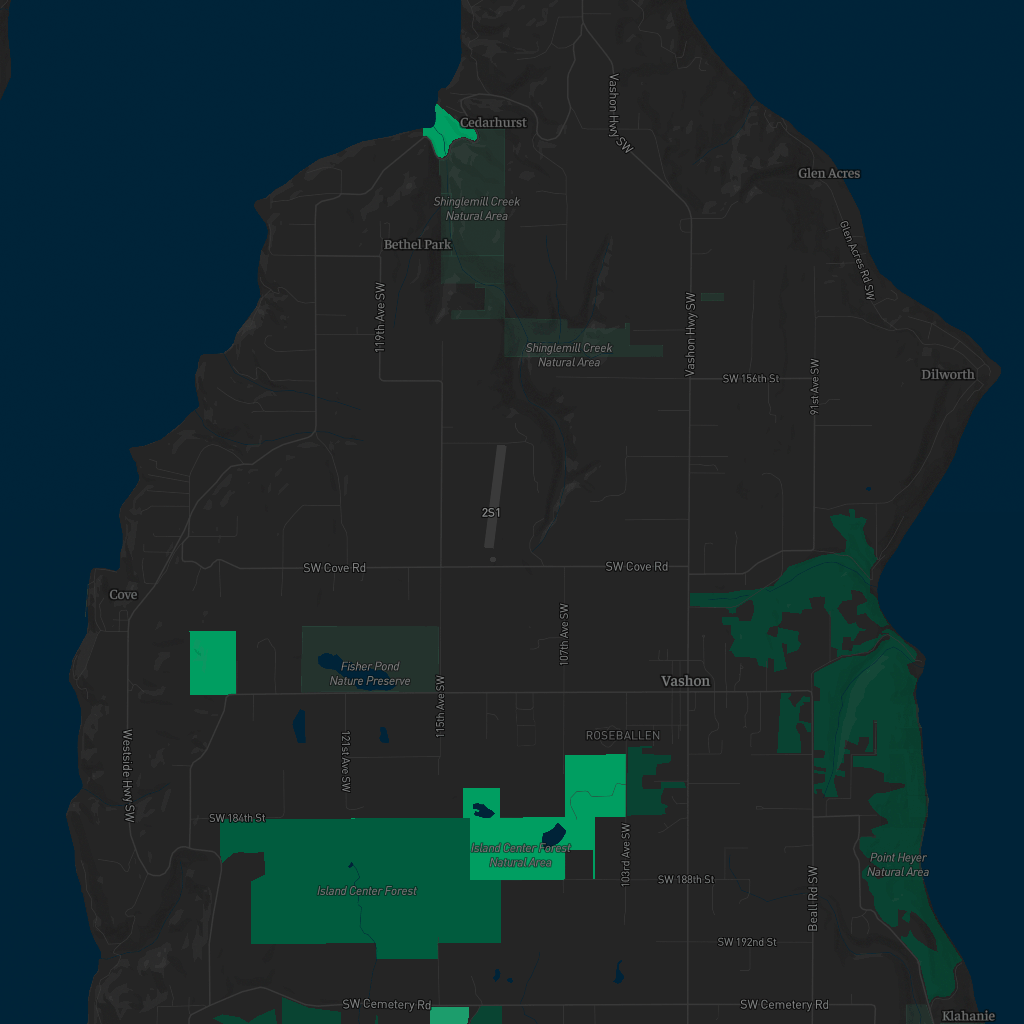 Vashon Hwy SW
Cedarhurst
Glen Acres
Shinglemill Creek
Natural Area
Glen Acres Rd SW
Bethel Park
119th Ave SW
Vashon Hwy SW
Shinglemill Creek
Natural Area
SW 156th St
91st Ave SW
Dilworth
2S1
SW Cove Rd
SW Cove Rd
Cove
107th Ave SW
Fisher Pond
Nature Preserve
Vashon
115th Ave SW
ROSEBALLEN
Westside Hwy SW
121st Ave SW
SW 184th St
Island Center Forest
Natural Area
103rd Ave SW
Point Heyer
Natural Area
Island Center Forest
SW 188th St
Beall Rd SW
SW 192nd St
SW Cemetery Rd
SW Cemetery Rd
Klahanie